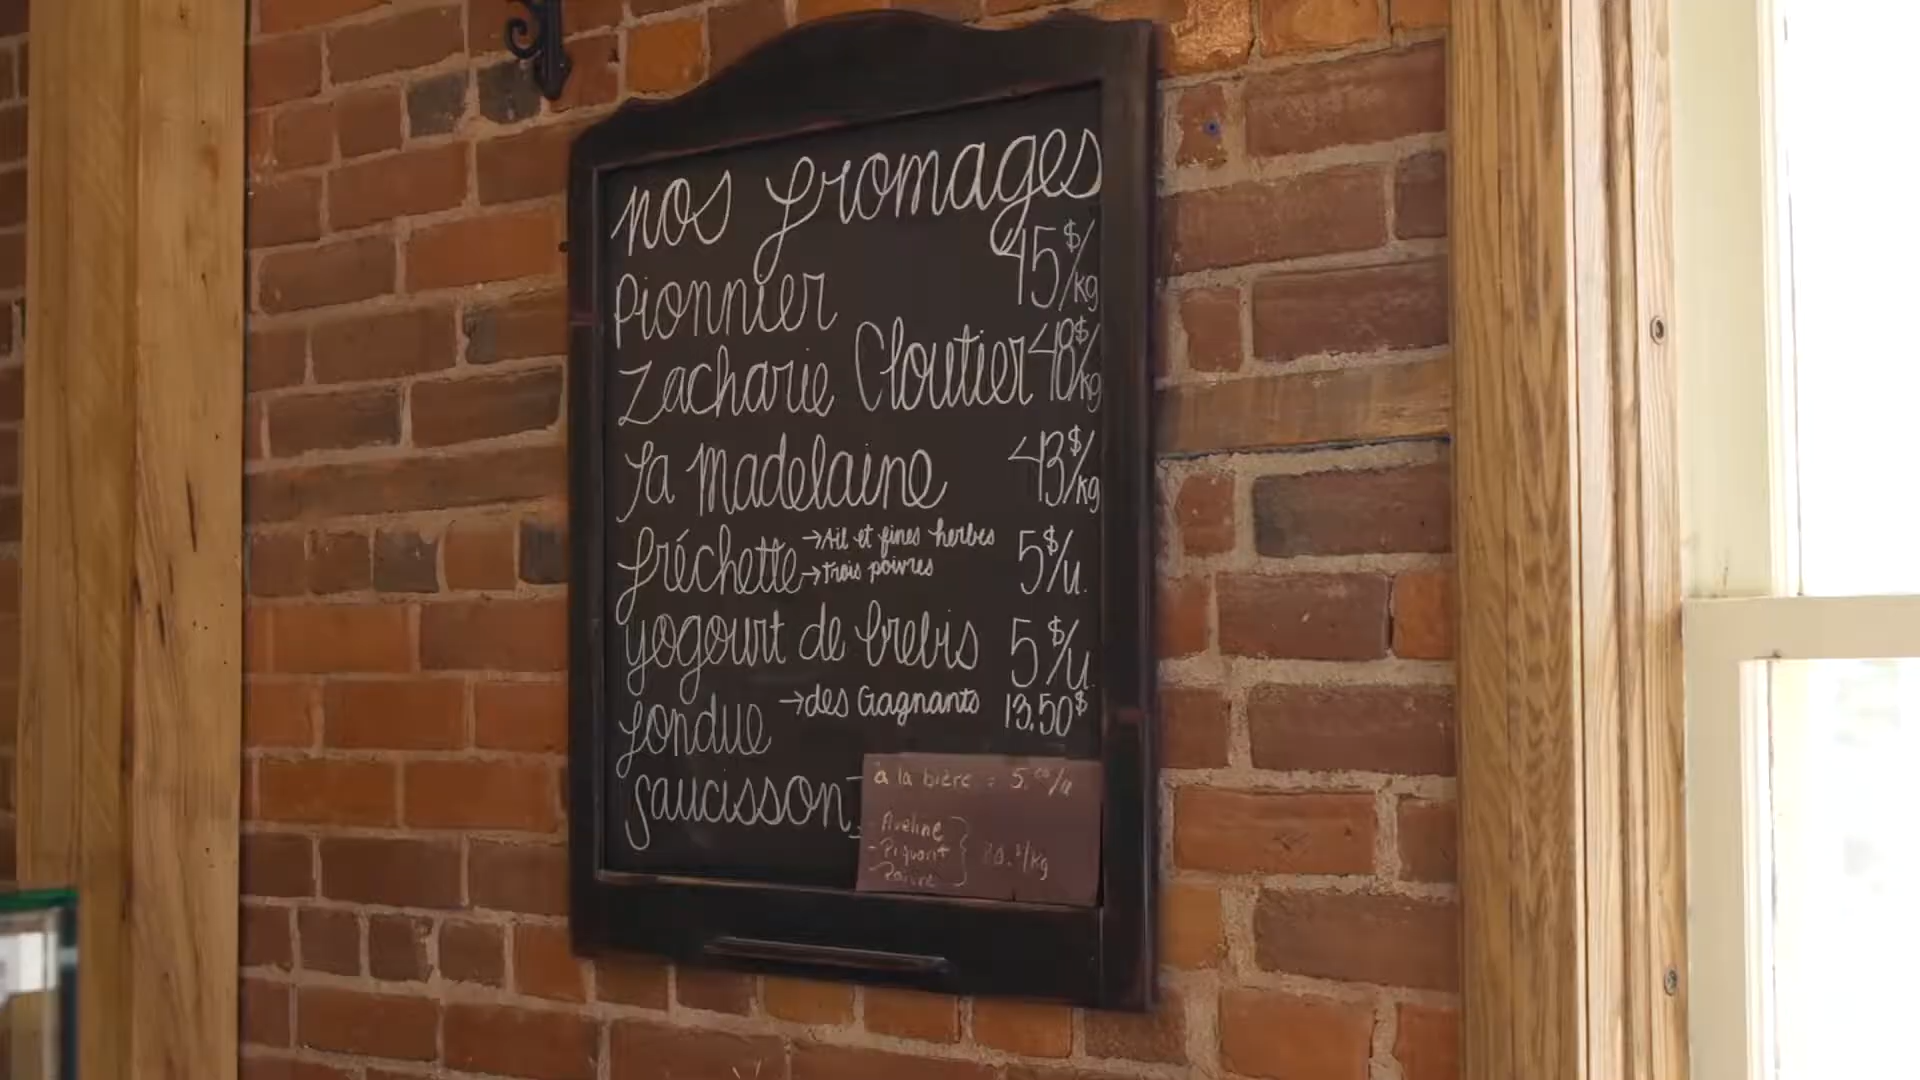 nos fromages
Pionnier 45$/kg
Zacharie Cloutier 48$/kg
La Madelaine 43$/kg
fréchette →Ail et fines herbes 5$/u.
→trois poivres
yogourt de brebis 5$/u.
fondue →des Gagnants 13.50$
Saucisson
à la bière = 5.00/u
- Aveline
- Piquant /kg
- Poivre